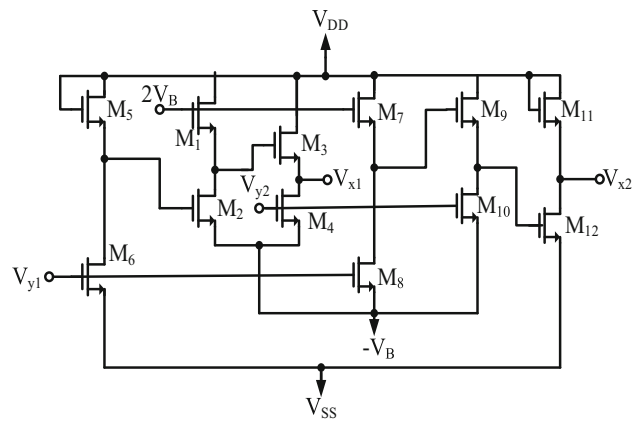 V_DD
2V_B
M_5
M_1
M_7
M_9
M_11
M_3
V_y2
V_x1
V_x2
M_2
M_4
M_10
M_12
M_6
V_y1
M_8
-V_B
V_SS